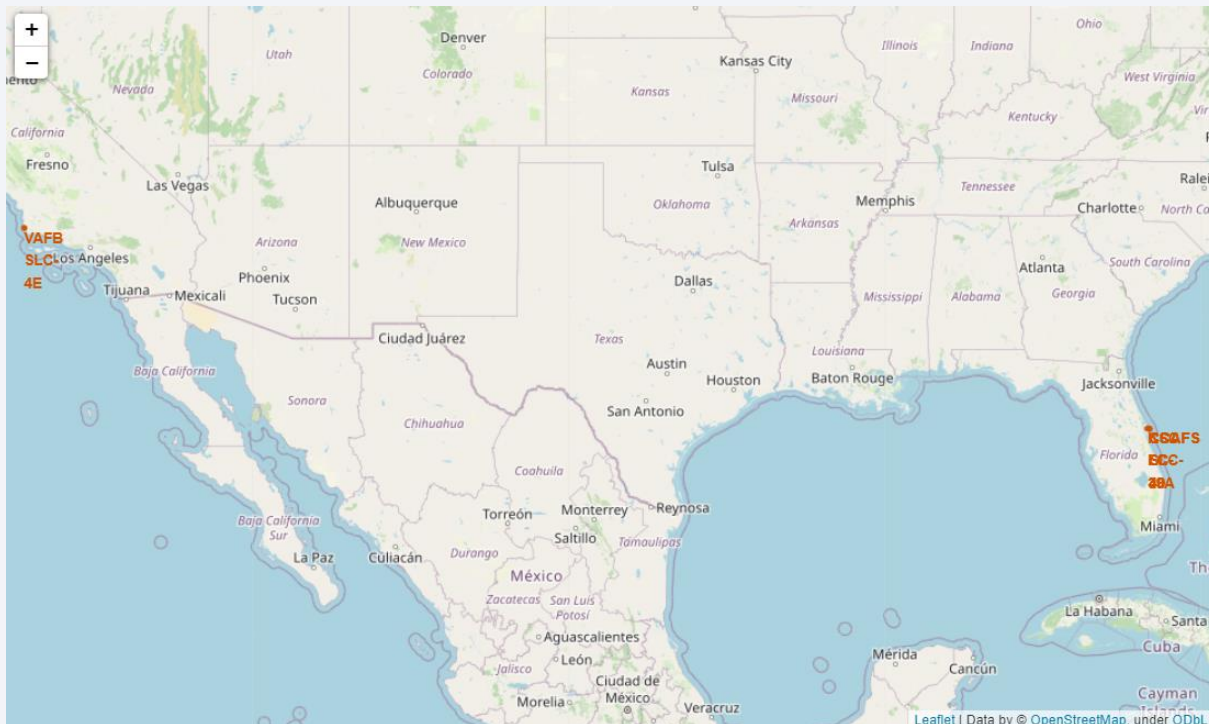 +
−
Denver
Utah
Colorado
Nevada
Kansas City
Kansas
Missouri
Illinois
Indiana
Ohio
West Virginia
Kentucky
California
Fresno
Las Vegas
Tulsa
Tennessee
Charlotte
Albuquerque
Oklahoma
Memphis
Arkansas
VAFB
SLC-
4E
Los Angeles
Arizona
New Mexico
Phoenix
Tucson
Tijuana
Mexicali
Dallas
Atlanta
South Carolina
Mississippi
Alabama
Georgia
Ciudad Juárez
Texas
Louisiana
Austin
Houston
Baton Rouge
Jacksonville
San Antonio
Baja California
Sonora
Chihuahua
Coahuila
Florida
Torreón
Monterrey
Reynosa
Saltillo
Tamaulipas
Miami
Baja California
Sur
La Paz
Culiacán
Durango
México
Zacatecas
San Luis
Potosí
La Habana
Santa
Cuba
Aguascalientes
León
Jalisco
Mérida
Cancún
Ciudad de
México
Morelia
Veracruz
Cayman
Leaflet | Data by © OpenStreetMap, under ODbL